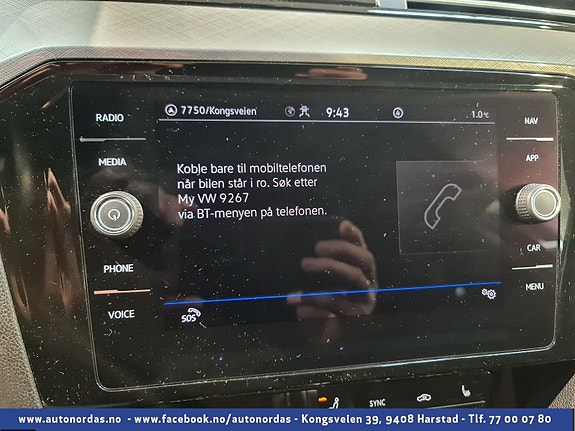 RADIO
MEDIA
PHONE
VOICE
7750/Kongsveien 9:43 1.0°C
Koble bare til mobiltelefonen
når bilen står i ro. Søk etter
My VW 9267
via BT-menyen på telefonen.
SOS
NAV
APP
CAR
MENU
SYNC
www.autonordas.no - www.facebook.no/autonordas - Kongsveien 39, 9408 Harstad - Tlf. 77 00 07 80